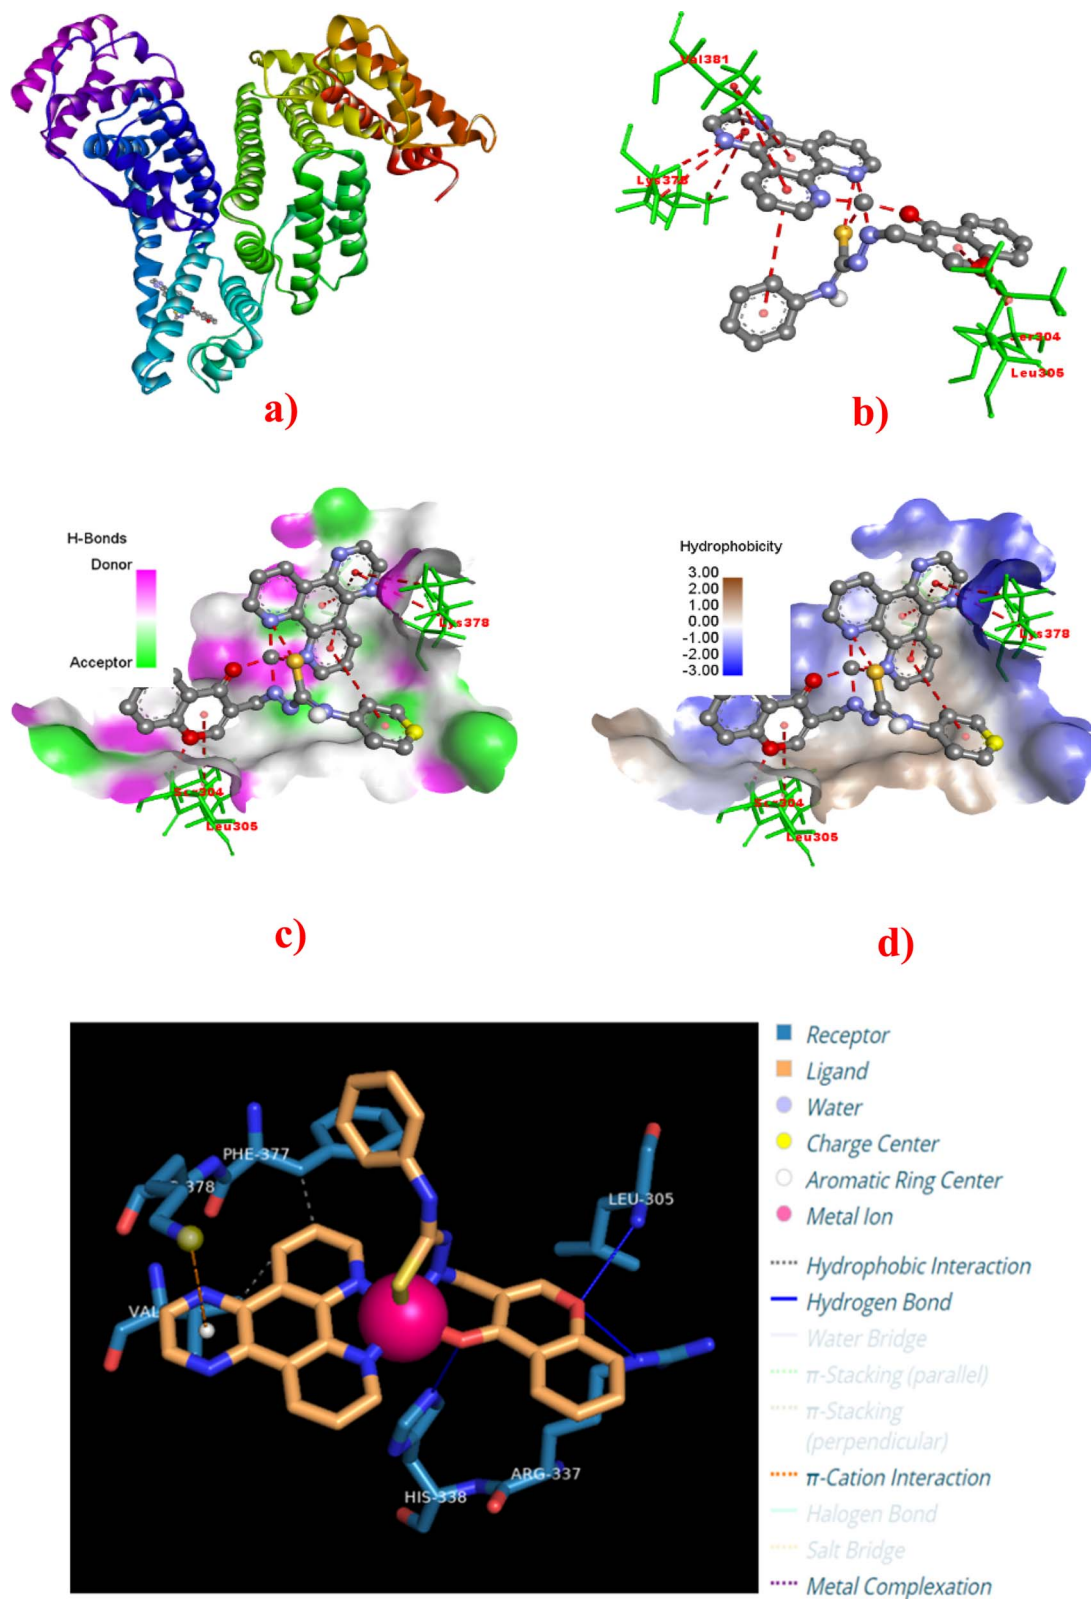 Val381
Lys378
Ser304
Leu305
a)
b)
H-Bonds
Donor
Acceptor
Lys378
Ser304
Leu305
c)
Hydrophobicity
3.00
2.00
1.00
0.00
-1.00
-2.00
-3.00
Lys378
Ser304
Leu305
d)
PHE-377
378
VAL
LEU-305
ARG-337
HIS-338
Receptor
Ligand
Water
Charge Center
Aromatic Ring Center
Metal Ion
Hydrophobic Interaction
Hydrogen Bond
Water Bridge
π-Stacking (parallel)
π-Stacking
(perpendicular)
π-Cation Interaction
Halogen Bond
Salt Bridge
Metal Complexation